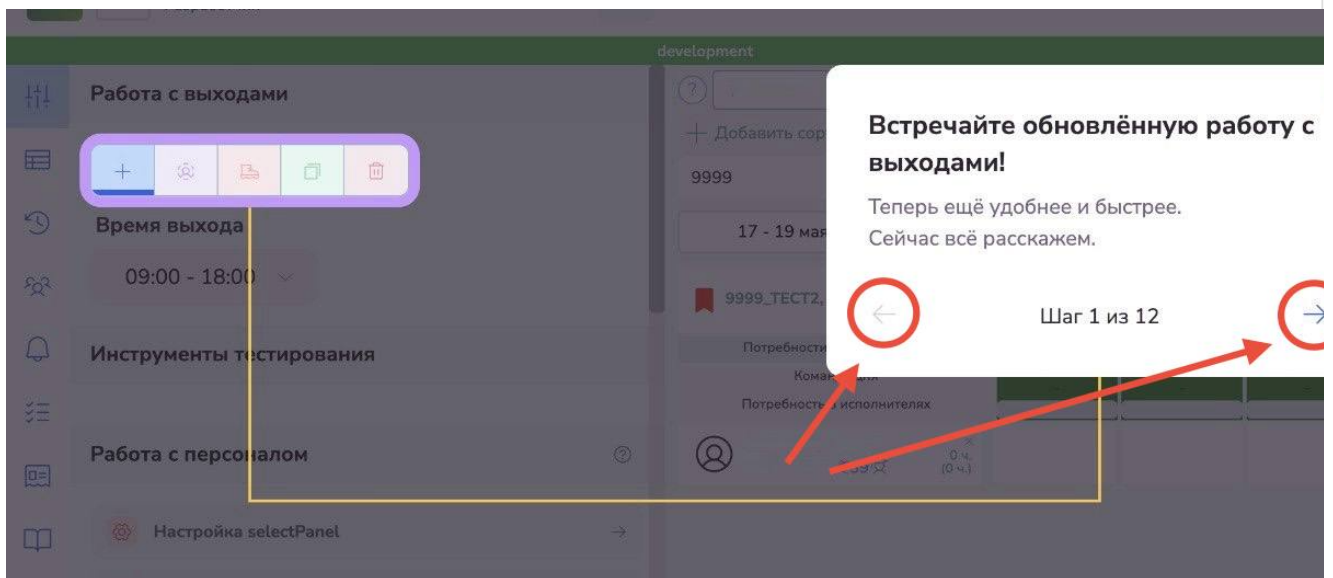 development
Работа с выходами
Время выхода
09:00 - 18:00
Инструменты тестирования
Работа с персоналом
Настройка selectPanel
Добавить
9999
17 - 19 мая
9999_ТЕСТ2,
Потребности
Потребность в исполнителях
0 ч.
(0 ч.)
Встречайте обновлённую работу с
выходами!
Теперь ещё удобнее и быстрее.
Сейчас всё расскажем.
Шаг 1 из 12